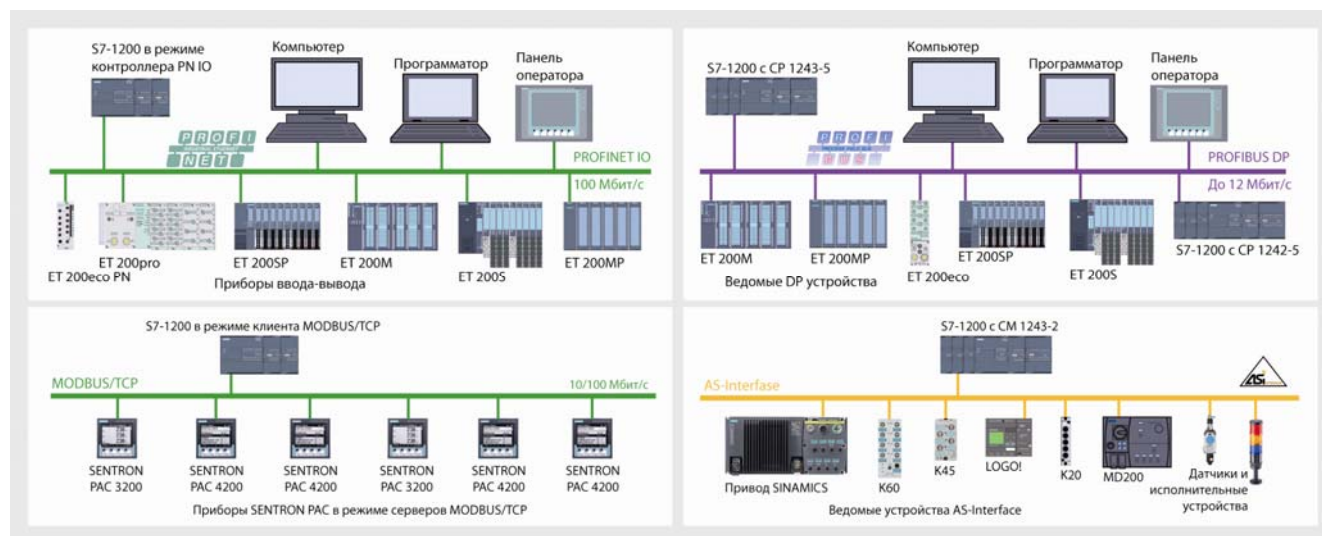 S7-1200 в режиме
контроллера PN IO
Компьютер
Программатор
Панель
оператора
PROFI
NET
PROFINET IO
100 Мбит/с
ET 200eco PN
ET 200pro
ET 200SP
ET 200M
ET 200S
ET 200MP
Приборы ввода-вывода
S7-1200 с CP 1243-5
Компьютер
Программатор
Панель
оператора
PROFI
BUS
PROFIBUS DP
До 12 Мбит/с
ET 200M
ET 200MP
ET 200eco
ET 200SP
ET 200S
S7-1200 с CP 1242-5
Ведомые DP устройства
S7-1200 в режиме клиента MODBUS/TCP
MODBUS/TCP
10/100 Мбит/с
SENTRON
PAC 3200
SENTRON
PAC 4200
SENTRON
PAC 4200
SENTRON
PAC 3200
SENTRON
PAC 4200
SENTRON
PAC 4200
Приборы SENTRON PAC в режиме серверов MODBUS/TCP
S7-1200 с CM 1243-2
AS-Interfase
ASi
Привод SINAMICS
K60
K45
LOGO!
K20
MD200
Датчики и
исполнительные
устройства
Ведомые устройства AS-Interface